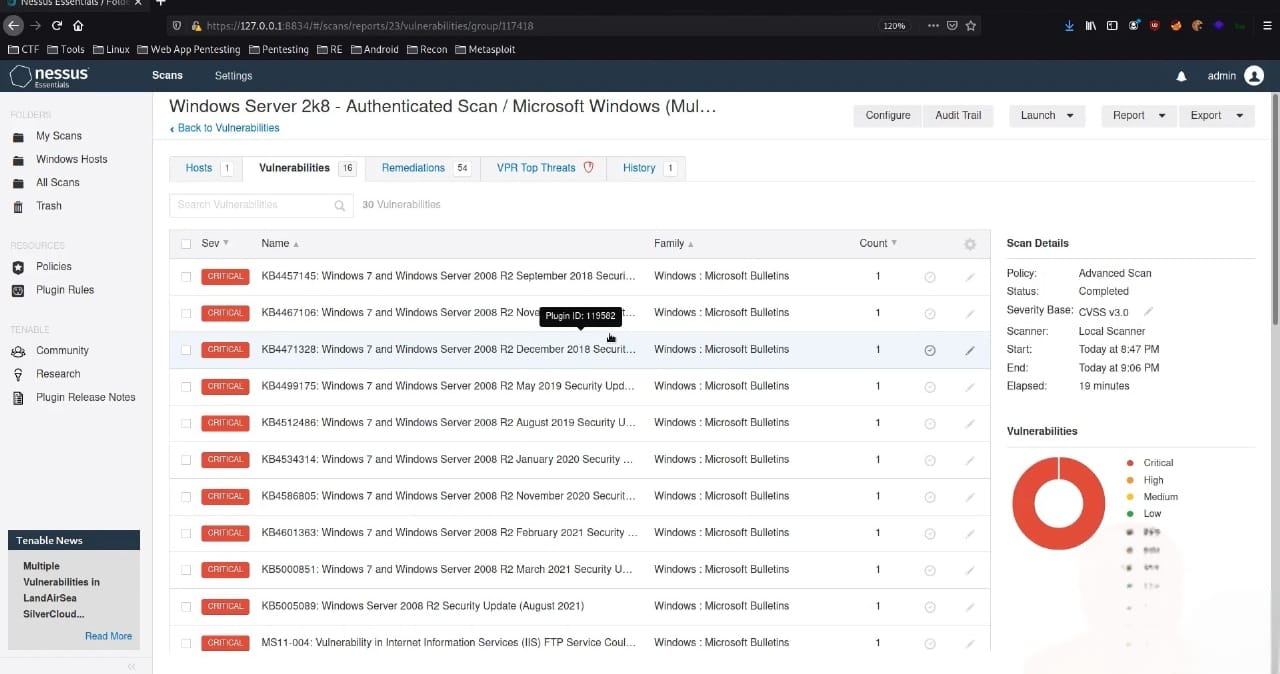 Nessus Essentials / Folde
https://127.0.0.1:8834/#/scans/reports/23/vulnerabilities/group/117418
120%
CTF Tools Linux Web App Pentesting Pentesting RE Android Recon Metasploit
nessus Essentials
Scans Settings
admin
FOLDERS
My Scans
Windows Hosts
All Scans
Trash
RESOURCES
Policies
Plugin Rules
TENABLE
Community
Research
Plugin Release Notes
Tenable News
Multiple
Vulnerabilities in
LandAirSea
SilverCloud...
Read More
Windows Server 2k8 - Authenticated Scan / Microsoft Windows (Mul…
‹ Back to Vulnerabilities
Configure Audit Trail Launch Report Export
Hosts 1 Vulnerabilities 16 Remediations 54 VPR Top Threats History 1
Search Vulnerabilities 30 Vulnerabilities
Sev Name Family Count
CRITICAL KB4457145: Windows 7 and Windows Server 2008 R2 September 2018 Securi... Windows : Microsoft Bulletins 1
CRITICAL KB4467106: Windows 7 and Windows Server 2008 R2 Nove t... Windows : Microsoft Bulletins 1
Plugin ID: 119582
CRITICAL KB4471328: Windows 7 and Windows Server 2008 R2 December 2018 Securit... Windows : Microsoft Bulletins 1
CRITICAL KB4499175: Windows 7 and Windows Server 2008 R2 May 2019 Security Upd... Windows : Microsoft Bulletins 1
CRITICAL KB4512486: Windows 7 and Windows Server 2008 R2 August 2019 Security U... Windows : Microsoft Bulletins 1
CRITICAL KB4534314: Windows 7 and Windows Server 2008 R2 January 2020 Security ... Windows : Microsoft Bulletins 1
CRITICAL KB4586805: Windows 7 and Windows Server 2008 R2 November 2020 Securit... Windows : Microsoft Bulletins 1
CRITICAL KB4601363: Windows 7 and Windows Server 2008 R2 February 2021 Security ... Windows : Microsoft Bulletins 1
CRITICAL KB5000851: Windows 7 and Windows Server 2008 R2 March 2021 Security U... Windows : Microsoft Bulletins 1
CRITICAL KB5005089: Windows Server 2008 R2 Security Update (August 2021) Windows : Microsoft Bulletins 1
CRITICAL MS11-004: Vulnerability in Internet Information Services (IIS) FTP Service Coul... Windows : Microsoft Bulletins 1
Scan Details
Policy: Advanced Scan
Status: Completed
Severity Base: CVSS v3.0
Scanner: Local Scanner
Start: Today at 8:47 PM
End: Today at 9:06 PM
Elapsed: 19 minutes
Vulnerabilities
Critical
High
Medium
Low